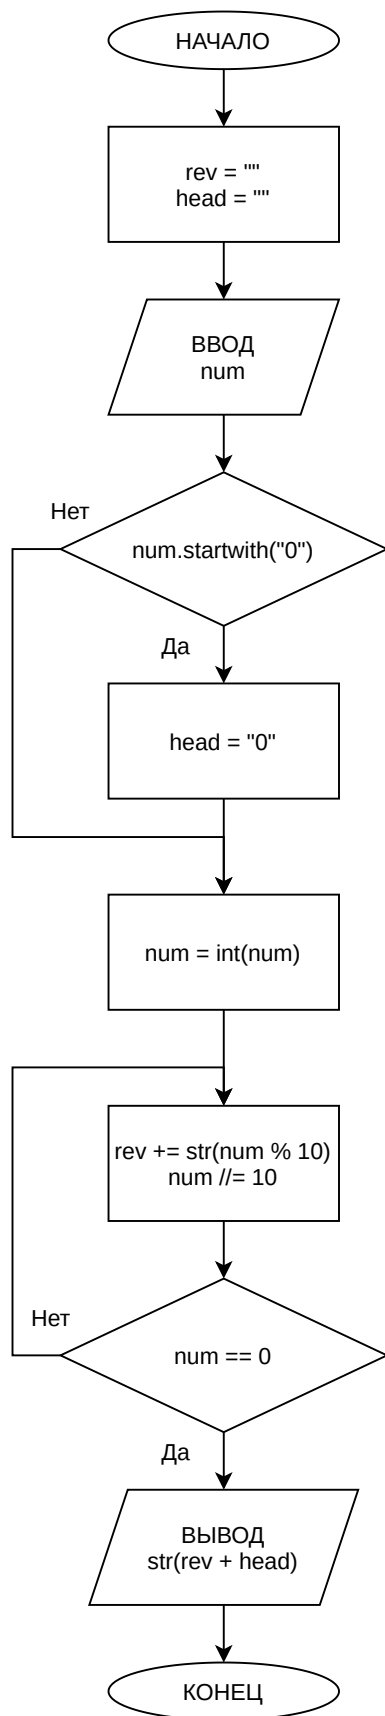 НАЧАЛО
rev = ""
head = ""
ВВОД
num
Нет
num.startwith("0")
Да
head = "0"
num = int(num)
rev += str(num % 10)
num //= 10
Нет
num == 0
Да
ВЫВОД
str(rev + head)
КОНЕЦ